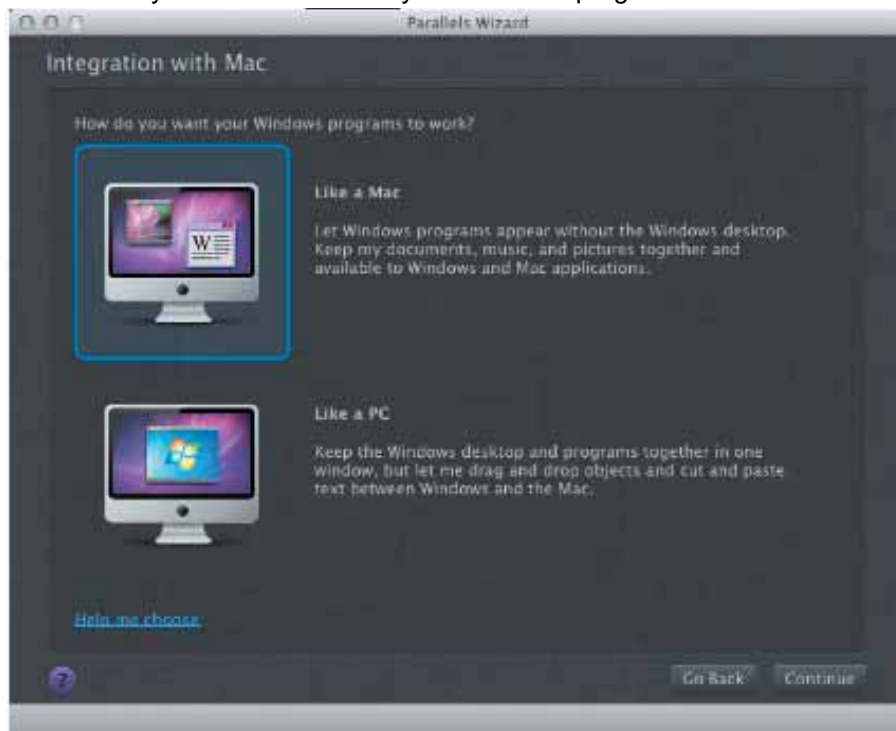 Parallels Wizard
Integration with Mac
How do you want your Windows programs to work?
Like a Mac
Let Windows programs appear without the Windows desktop.
Keep my documents, music, and pictures together and
available to Windows and Mac applications.
W
Like a PC
Keep the Windows desktop and programs together in one
window, but let me drag and drop objects and cut and paste
text between Windows and the Mac.
Help me choose
?
Go Back
Continue